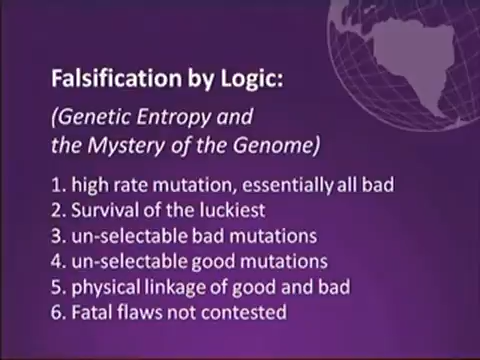 Falsification by Logic:
(Genetic Entropy and
the Mystery of the Genome)
1. high rate mutation, essentially all bad
2. Survival of the luckiest
3. un-selectable bad mutations
4. un-selectable good mutations
5. physical linkage of good and bad
6. Fatal flaws not contested